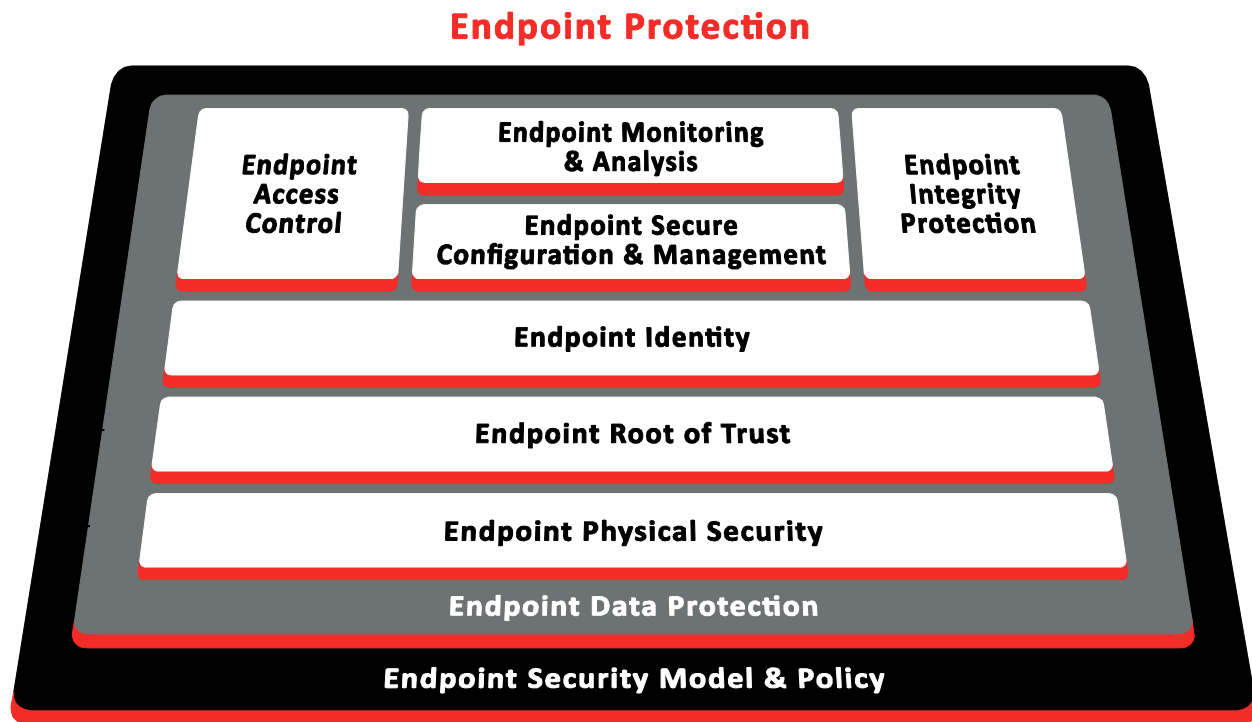 Endpoint Protection
Endpoint
Access
Control
Endpoint Monitoring
& Analysis
Endpoint Secure
Configuration & Management
Endpoint
Integrity
Protection
Endpoint Identity
Endpoint Root of Trust
Endpoint Physical Security
Endpoint Data Protection
Endpoint Security Model & Policy